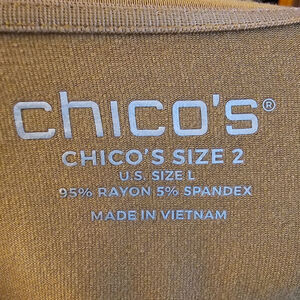 chico's®
CHICO'S SIZE 2
U.S. SIZE L
95% RAYON 5% SPANDEX
MADE IN VIETNAM